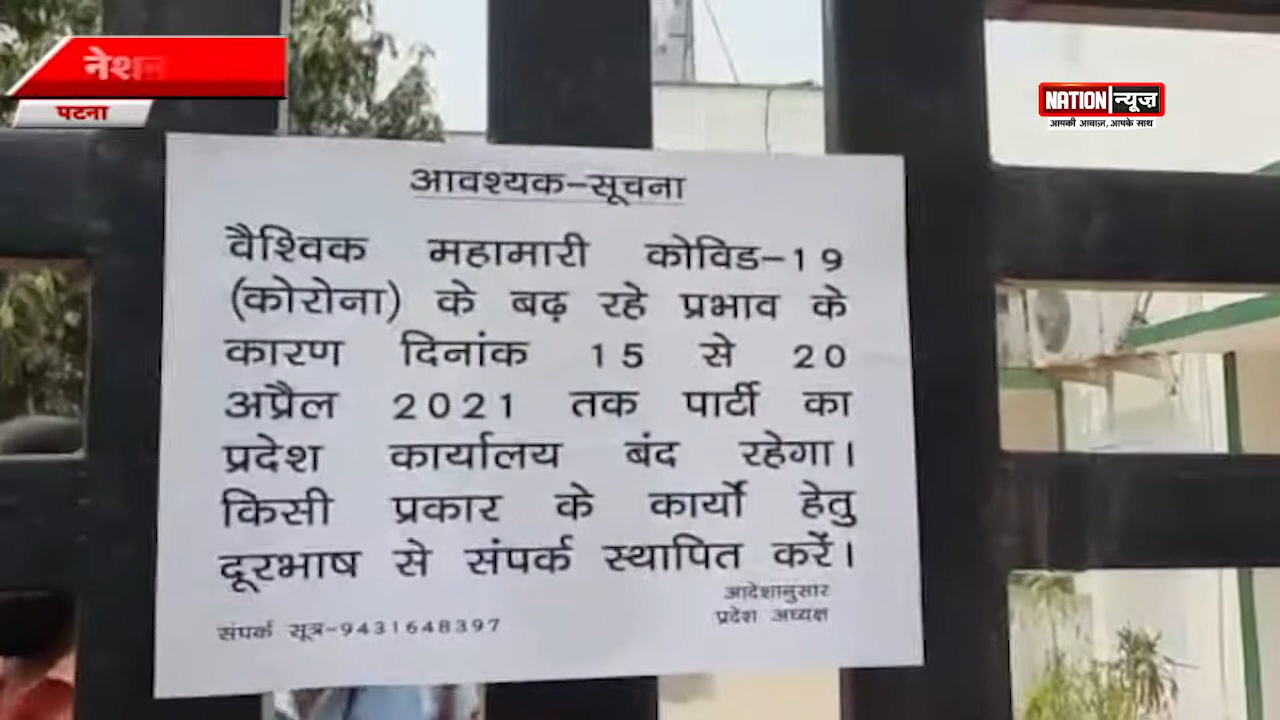 नेशन
पटना
NATION न्यूज़
आपकी आवाज़, आपके साथ
आवश्यक-सूचना
वैश्विक महामारी कोविड-19
(कोरोना) के बढ़ रहे प्रभाव के
कारण दिनांक 15 से 20
अप्रैल 2021 तक पार्टी का
प्रदेश कार्यालय बंद रहेगा।
किसी प्रकार के कार्यो हेतु
दूरभाष से संपर्क स्थापित करें।
आदेशानुसार
प्रदेश अध्यक्ष
संपर्क सूत्र-9431648397